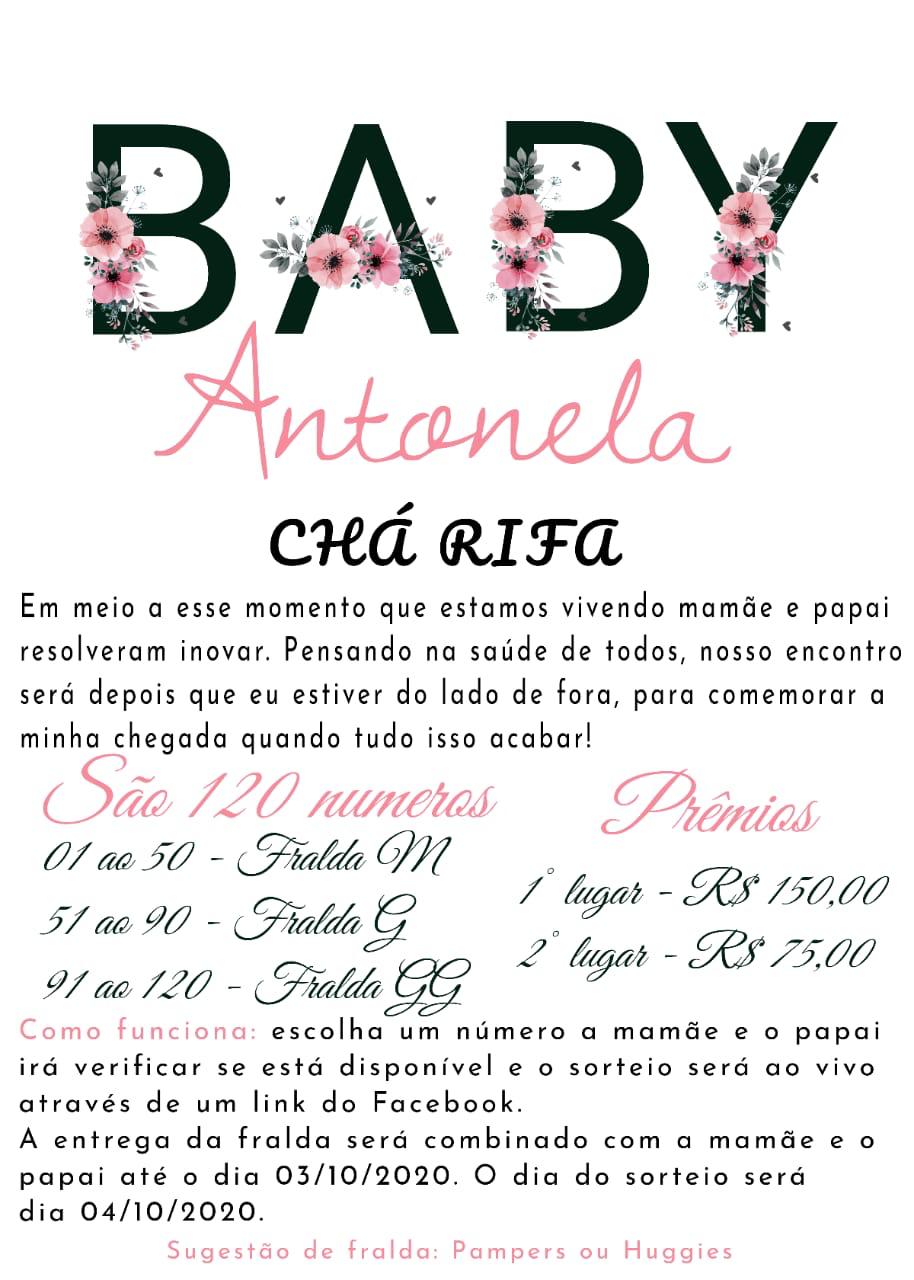 BABY
Antonela
CHÁ RIFA
Em meio a esse momento que estamos vivendo mamãe e papai
resolveram inovar. Pensando na saúde de todos, nosso encontro
será depois que eu estiver do lado de fora, para comemorar a
minha chegada quando tudo isso acabar!
São 120 numeros
01 ao 50 - Fralda M
51 ao 90 - Fralda G
91 ao 120 - Fralda GG
Prêmios
1° lugar - R$ 150,00
2° lugar - R$ 75,00
Como funciona: escolha um número a mamãe e o papai
irá verificar se está disponível e o sorteio será ao vivo
através de um link do Facebook.
A entrega da fralda será combinado com a mamãe e o
papai até o dia 03/10/2020. O dia do sorteio será
dia 04/10/2020.
Sugestão de fralda: Pampers ou Huggies